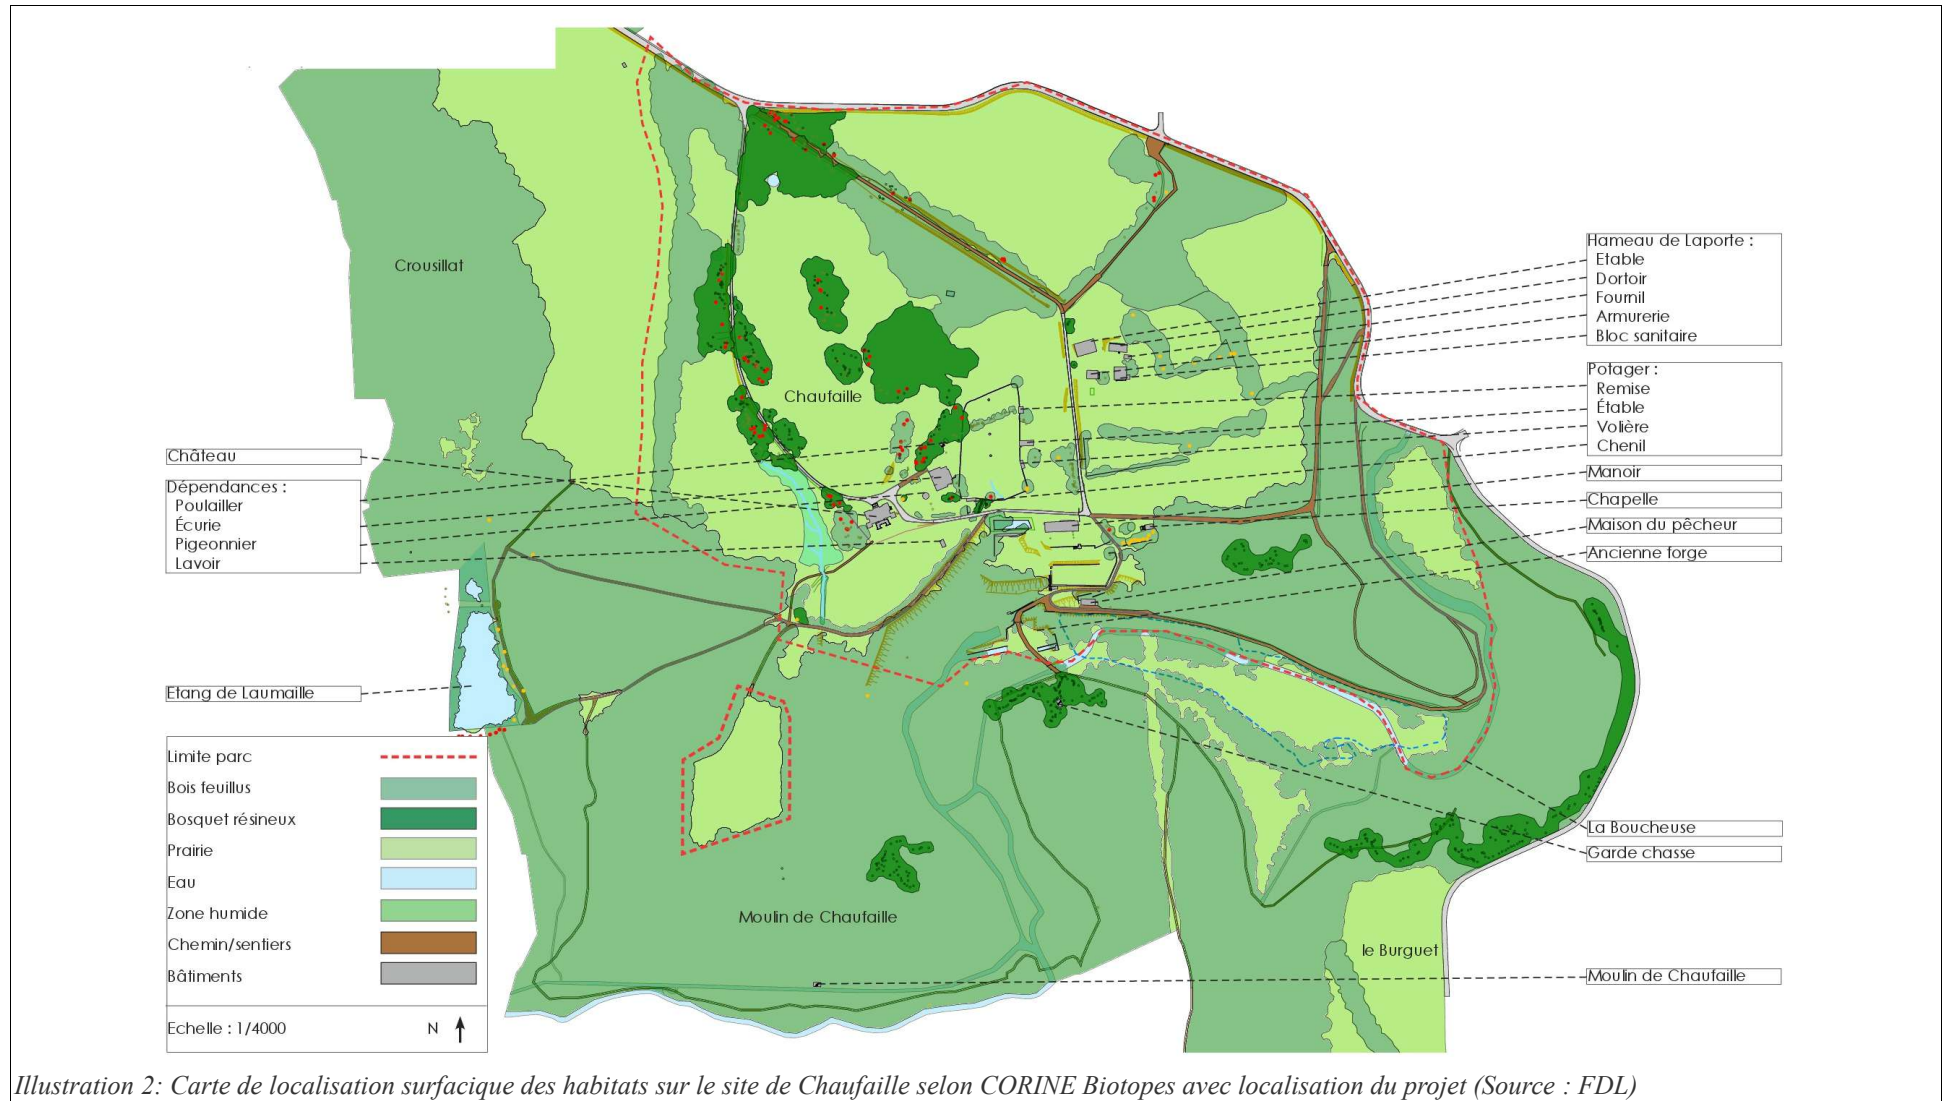 Crousillat
Chaufaille
Hameau de Laporte :
Etable
Dortoir
Fournil
Armurerie
Bloc sanitaire
Potager :
Remise
Étable
Volière
Chenil
Manoir
Chapelle
Maison du pêcheur
Ancienne forge
Château
Dépendances :
Poulailler
Écurie
Pigeonnier
Lavoir
Etang de Laumaille
Limite parc
Bois feuillus
Bosquet résineux
Prairie
Eau
Zone humide
Chemin/sentiers
Bâtiments
Echelle : 1/4000
N
La Boucheuse
Garde chasse
Moulin de Chaufaille
le Burguet
Moulin de Chaufaille
Illustration 2: Carte de localisation surfacique des habitats sur le site de Chaufaille selon CORINE Biotopes avec localisation du projet (Source : FDL)